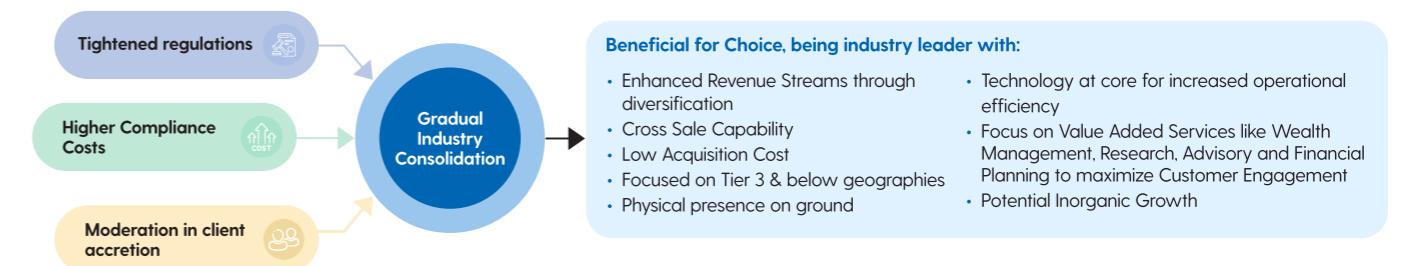 Tightened regulations
Higher Compliance
Costs
COST
Moderation in client
accretion
Gradual
Industry
Consolidation
Beneficial for Choice, being industry leader with:
• Enhanced Revenue Streams through
diversification
• Cross Sale Capability
• Low Acquisition Cost
• Focused on Tier 3 & below geographies
• Physical presence on ground
• Technology at core for increased operational
efficiency
• Focus on Value Added Services like Wealth
Management, Research, Advisory and Financial
Planning to maximize Customer Engagement
• Potential Inorganic Growth